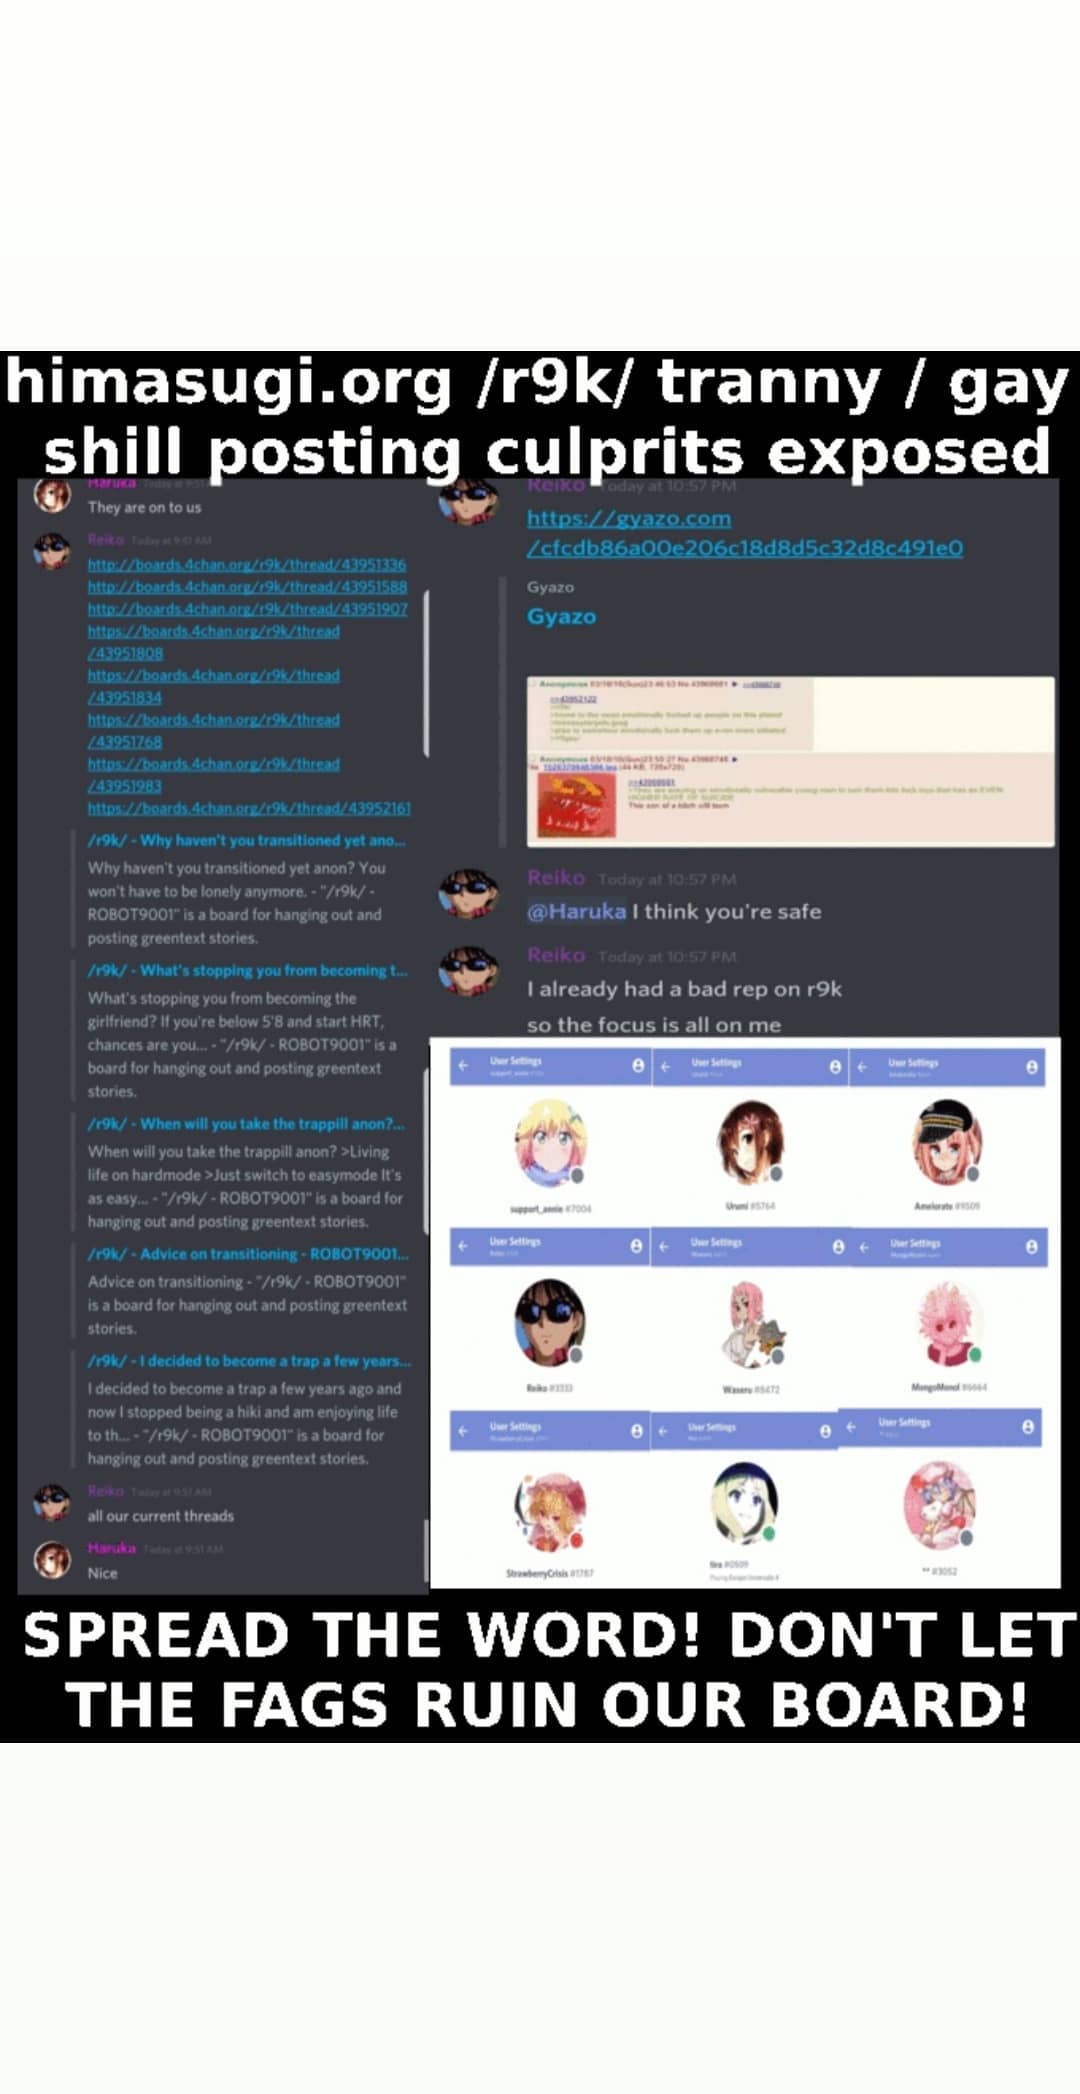 himasugi.org /r9k/ tranny / gay
shill posting culprits exposed
Haruka Today at 9:51
They are on to us
Reiko Today at 9:51 AM
http://boards.4chan.org/r9k/thread/43951336
http://boards.4chan.org/r9k/thread/43951588
http://boards.4chan.org/r9k/thread/43951907
https://boards.4chan.org/r9k/thread
/43951808
https://boards.4chan.org/r9k/thread
/43951834
https://boards.4chan.org/r9k/thread
/43951768
https://boards.4chan.org/r9k/thread
/43951983
https://boards.4chan.org/r9k/thread/43952161
/r9k/ - Why haven't you transitioned yet ano...
Why haven't you transitioned yet anon? You
won't have to be lonely anymore. - "/r9k/ -
ROBOT9001" is a board for hanging out and
posting greentext stories.
/r9k/ - What's stopping you from becoming t...
What's stopping you from becoming the
girlfriend? If you're below 5'8 and start HRT,
chances are you... - "/r9k/ - ROBOT9001" is a
board for hanging out and posting greentext
stories.
/r9k/ - When will you take the trappill anon?...
When will you take the trappill anon? >Living
life on hardmode >Just switch to easymode It's
as easy... - "/r9k/ - ROBOT9001" is a board for
hanging out and posting greentext stories.
/r9k/ - Advice on transitioning - ROBOT9001...
Advice on transitioning - "/r9k/ - ROBOT9001"
is a board for hanging out and posting greentext
stories.
/r9k/ - I decided to become a trap a few years...
I decided to become a trap a few years ago and
now I stopped being a hiki and am enjoying life
to th... - "/r9k/ - ROBOT9001" is a board for
hanging out and posting greentext stories.
Reiko Today at 9:51 AM
all our current threads
Haruka Today at 9:51 AM
Nice
Reiko Today at 10:57 PM
https://gyazo.com
/cfcdb86a00e206c18d8d5c32d8c491e0
Gyazo
Gyazo
Anonymous
>>43952122
Anonymous
This son of a bitch will burn
Reiko Today at 10:57 PM
@Haruka I think you're safe
Reiko Today at 10:57 PM
I already had a bad rep on r9k
so the focus is all on me
User Settings
User Settings
User Settings
support_annie #7004
Urumi #5764
Ameliorate #9509
User Settings
User Settings
User Settings
Reiko #3333
Waseru #8472
MongoMonol #6664
User Settings
User Settings
User Settings
StrawberryCrisis #1787
#0509
#3052
SPREAD THE WORD! DON'T LET
THE FAGS RUIN OUR BOARD!